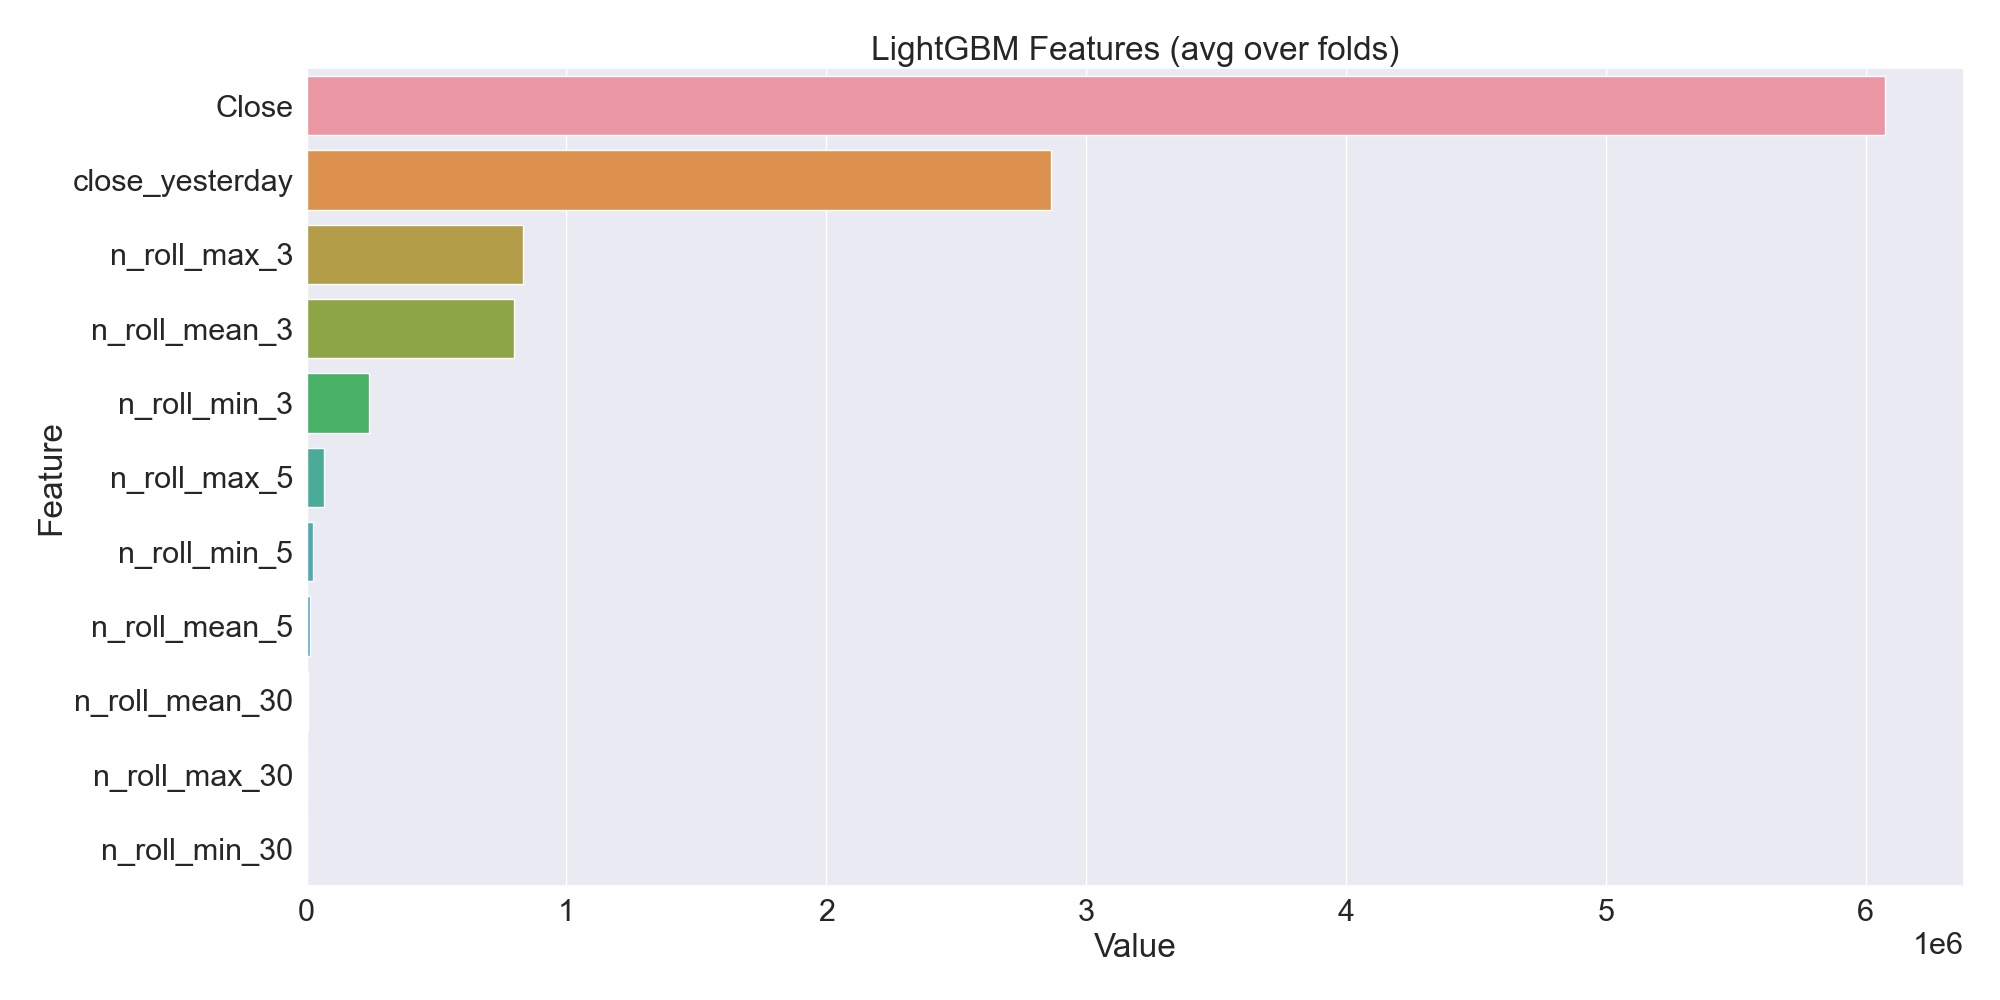 LightGBM Features (avg over folds)
Close
close_yesterday
n_roll_max_3
n_roll_mean_3
n_roll_min_3
n_roll_max_5
n_roll_min_5
n_roll_mean_5
n_roll_mean_30
n_roll_max_30
n_roll_min_30
Feature
0 1 2 3 4 5 6
Value
1e6